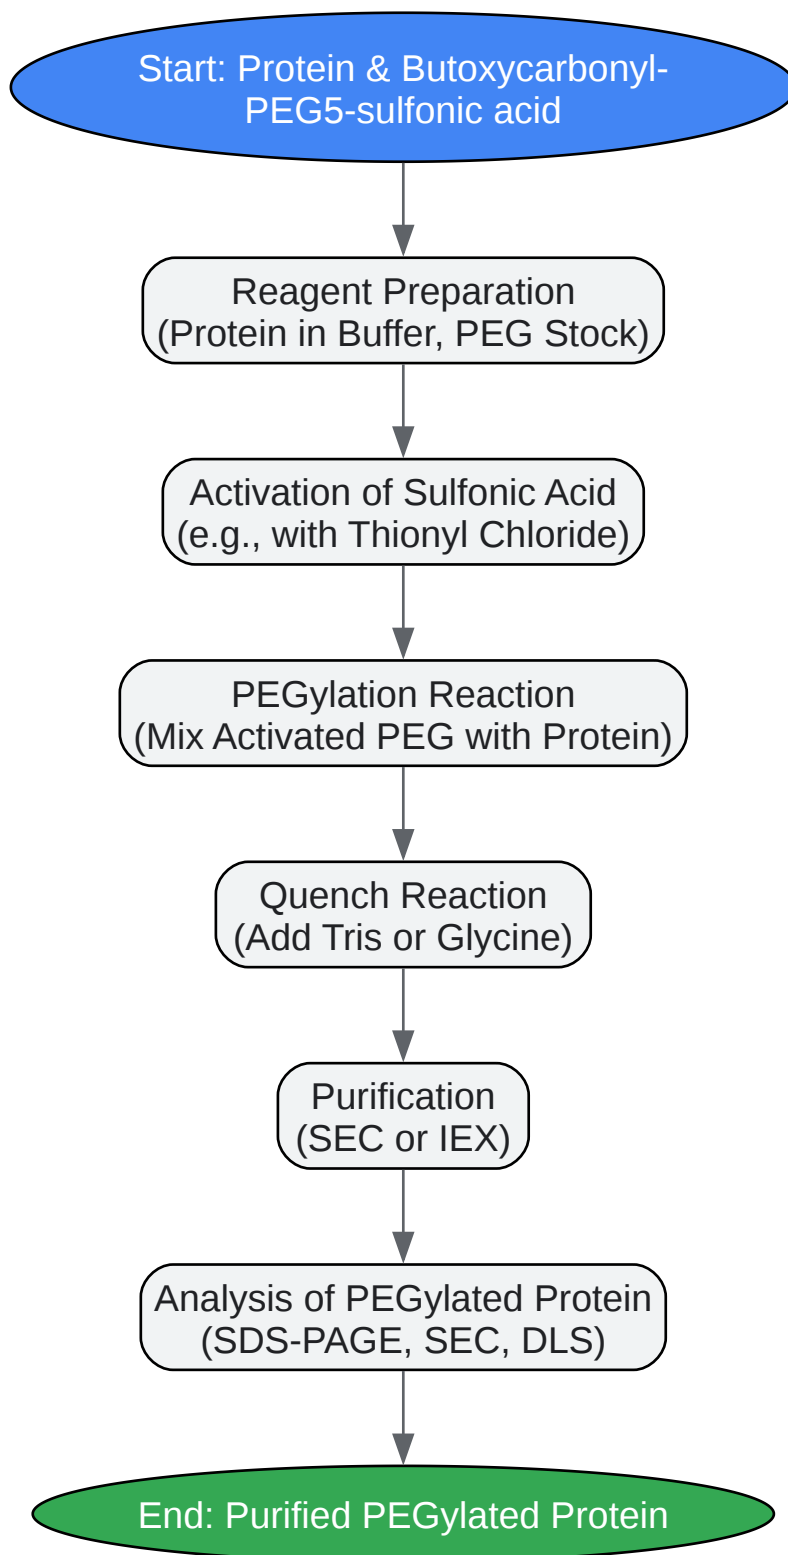 Start: Protein & Butoxycarbonyl-
PEG5-sulfonic acid
Reagent Preparation
(Protein in Buffer, PEG Stock)
Activation of Sulfonic Acid
(e.g., with Thionyl Chloride)
PEGylation Reaction
(Mix Activated PEG with Protein)
Quench Reaction
(Add Tris or Glycine)
Purification
(SEC or IEX)
Analysis of PEGylated Protein
(SDS-PAGE, SEC, DLS)
End: Purified PEGylated Protein